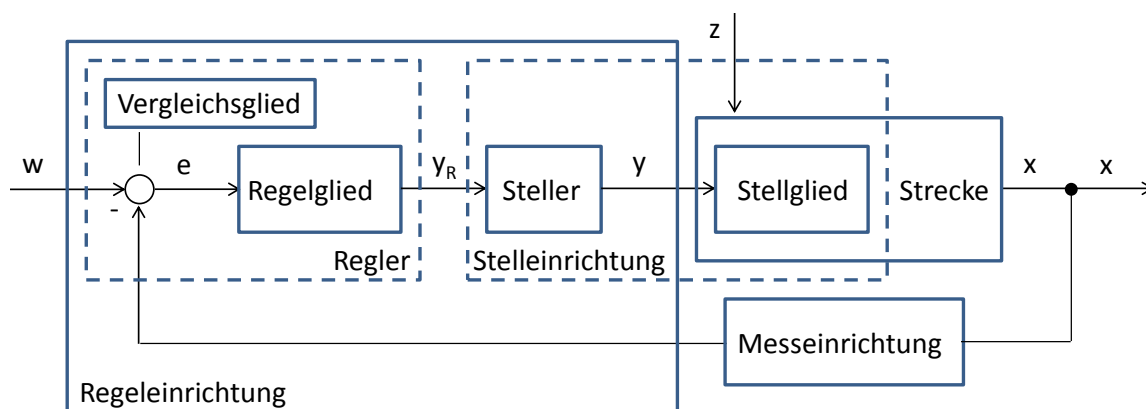 z
Vergleichsglied
w
-
e
Regelglied
y_R
Steller
y
Stellglied
Strecke
x
x
Regler
Stelleinrichtung
Messeinrichtung
Regeleinrichtung